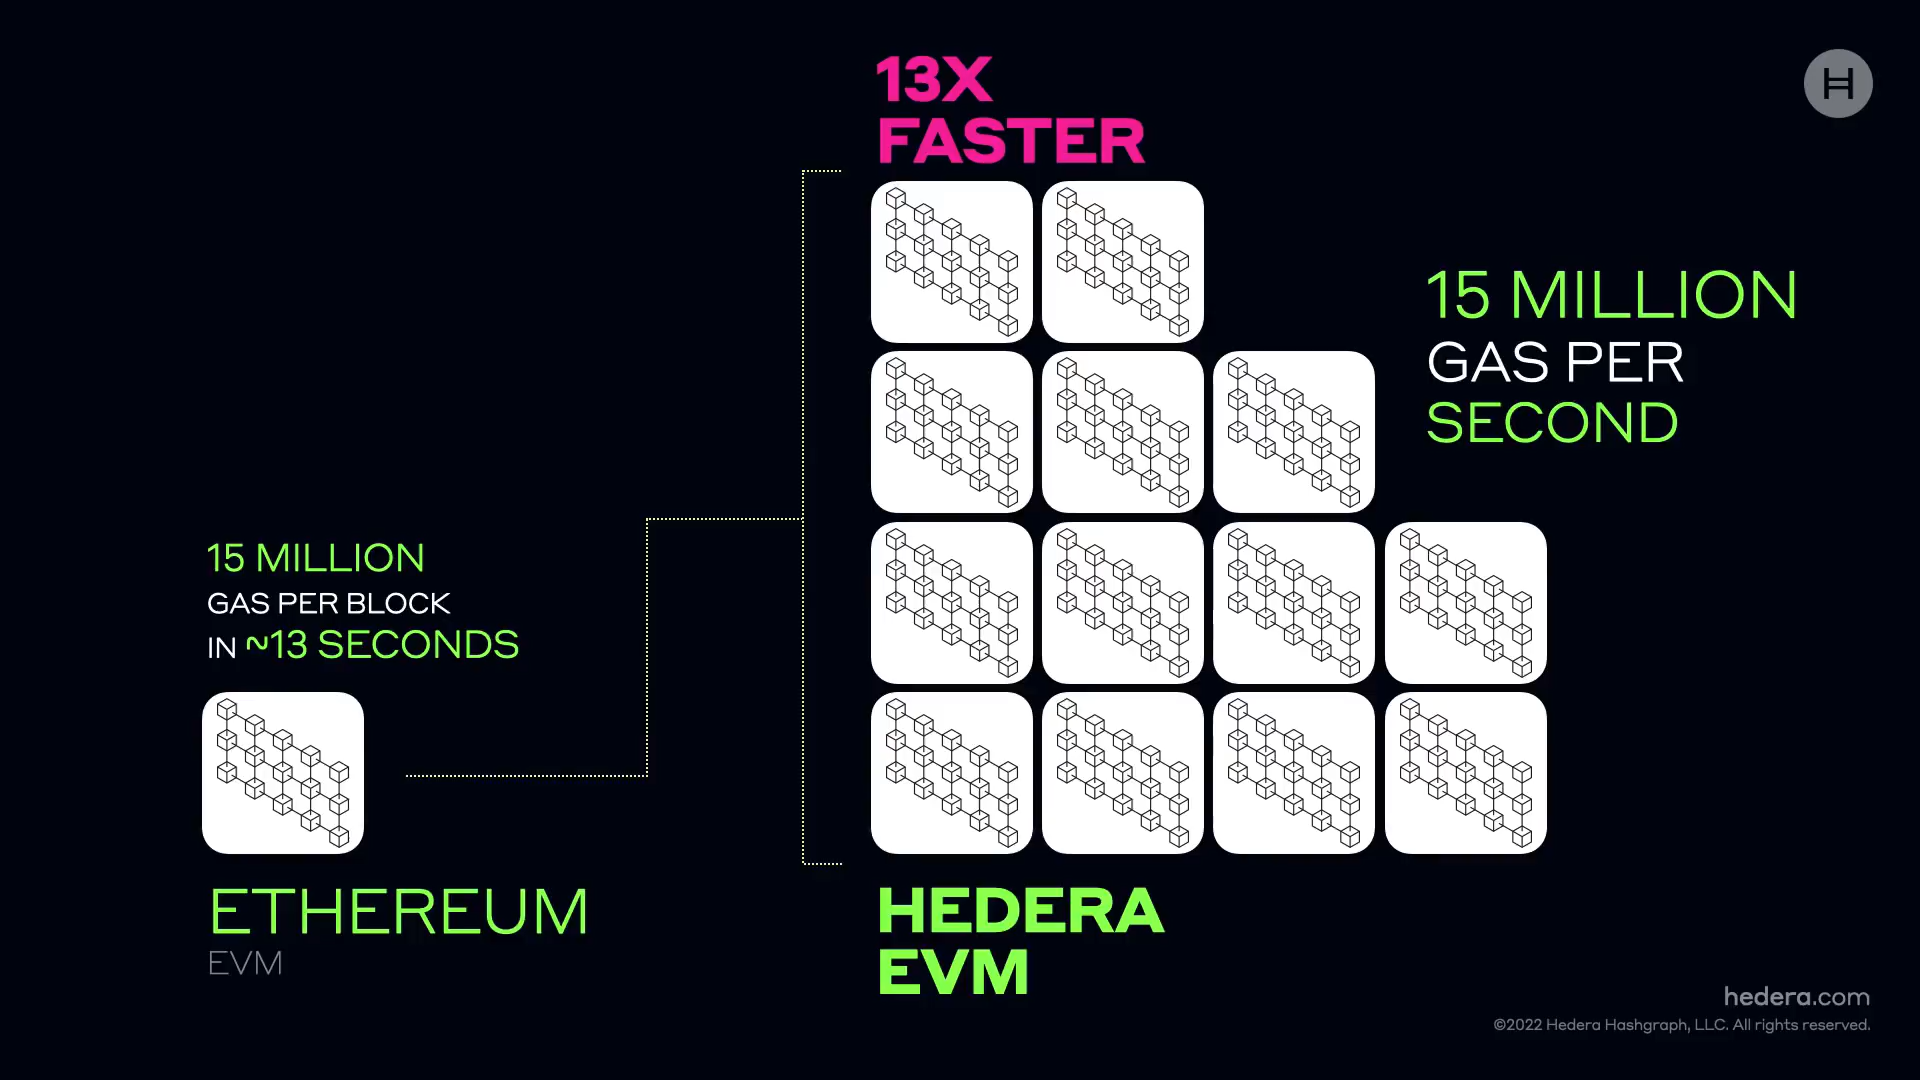 13X
FASTER
15 MILLION
GAS PER
SECOND
15 MILLION
GAS PER BLOCK
IN ~13 SECONDS
ETHEREUM
EVM
HEDERA
EVM
hedera.com
©2022 Hedera Hashgraph, LLC. All rights reserved.